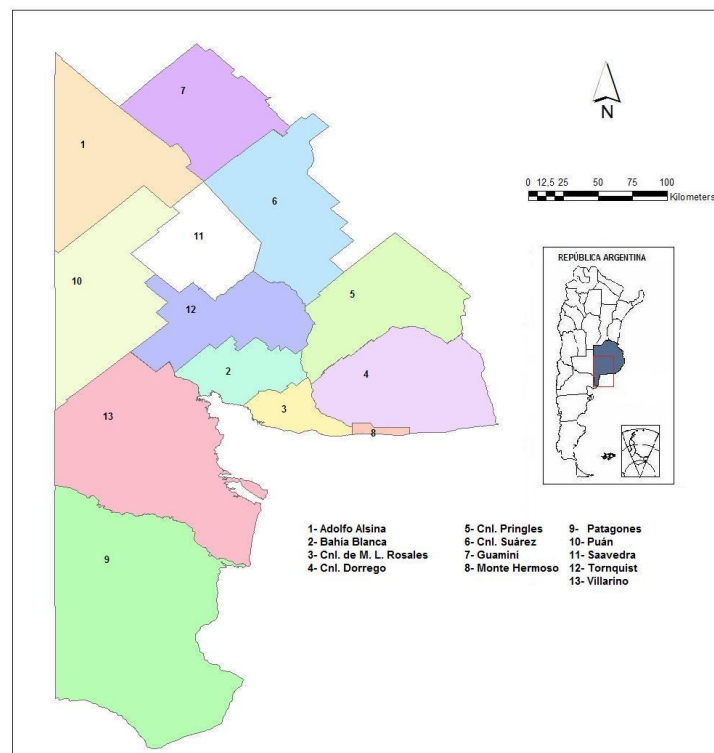 7
1
N
6
0 12,5 25 50 75 100
Kilometers
11
REPÚBLICA ARGENTINA
10
5
12
2
4
3
13
8
1- Adolfo Alsina
2- Bahía Blanca
3- Cnl. de M. L. Rosales
4- Cnl. Dorrego
5- Cnl. Pringles
6- Cnl. Suárez
7- Guaminí
8- Monte Hermoso
9- Patagones
10- Puán
11- Saavedra
12- Tornquist
13- Villarino
9